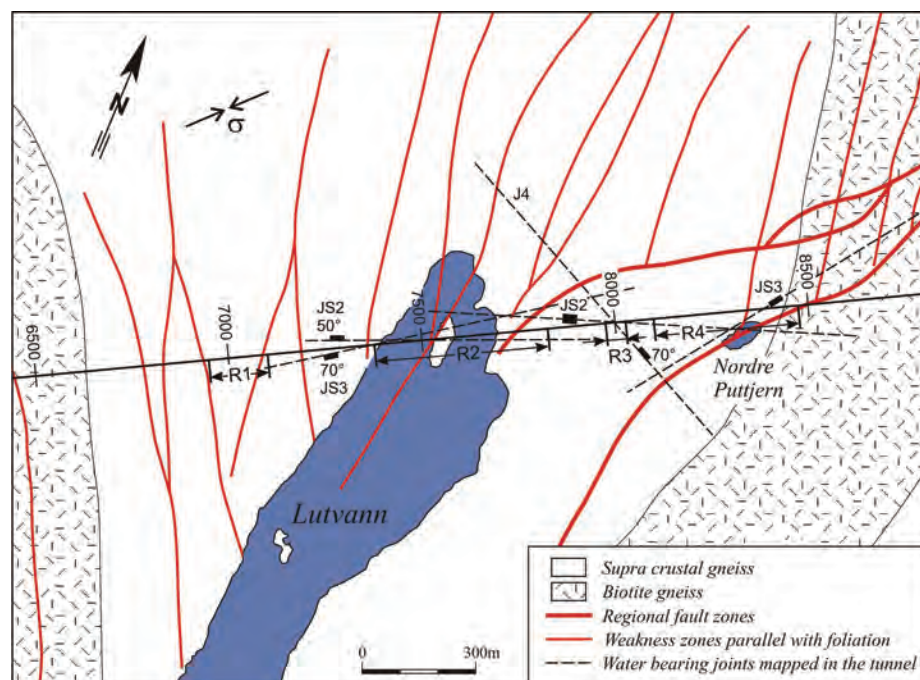 N
σ
J4
6500
7000
7500
8000
8500
JS2
50°
JS2
JS3
R1
70°
JS3
R2
R3
70°
R4
Nordre
Puttjern
Lutvann
0 300m
Supra crustal gneiss
Biotite gneiss
Regional fault zones
Weakness zones parallel with foliation
Water bearing joints mapped in the tunnel